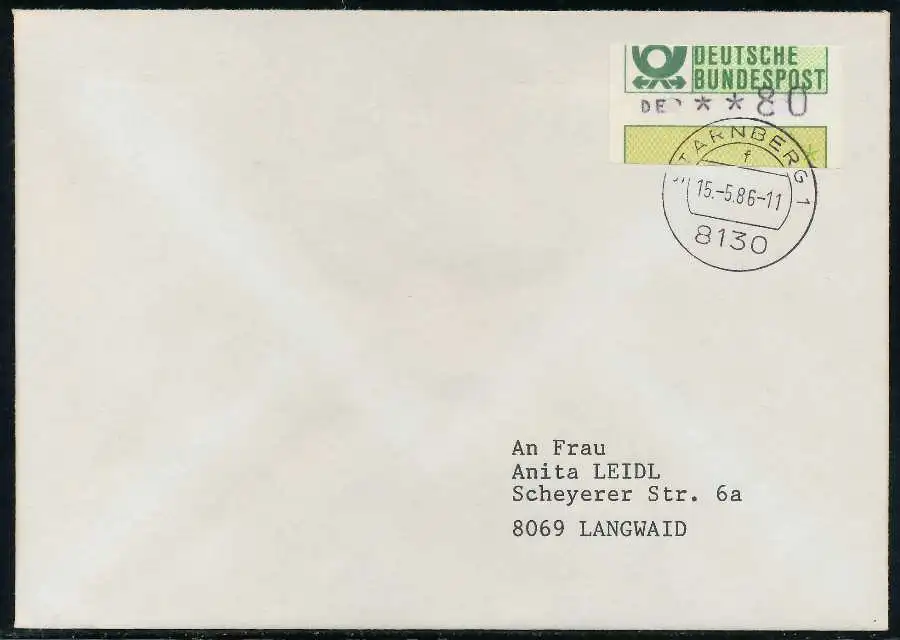 DEUTSCHE
BUNDESPOST
DEP **80
STARNBERG 1
f
15.-5.86-11
8130
An Frau
Anita LEIDL
Scheyerer Str. 6a
8069 LANGWAID